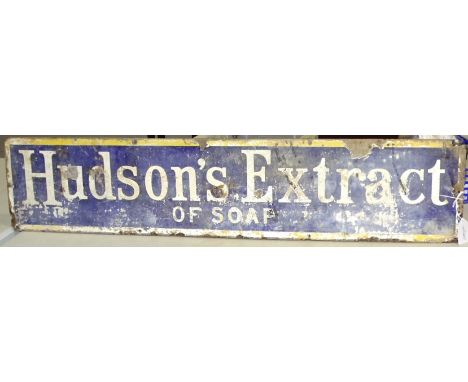 Hudson's Extract
OF SOAP